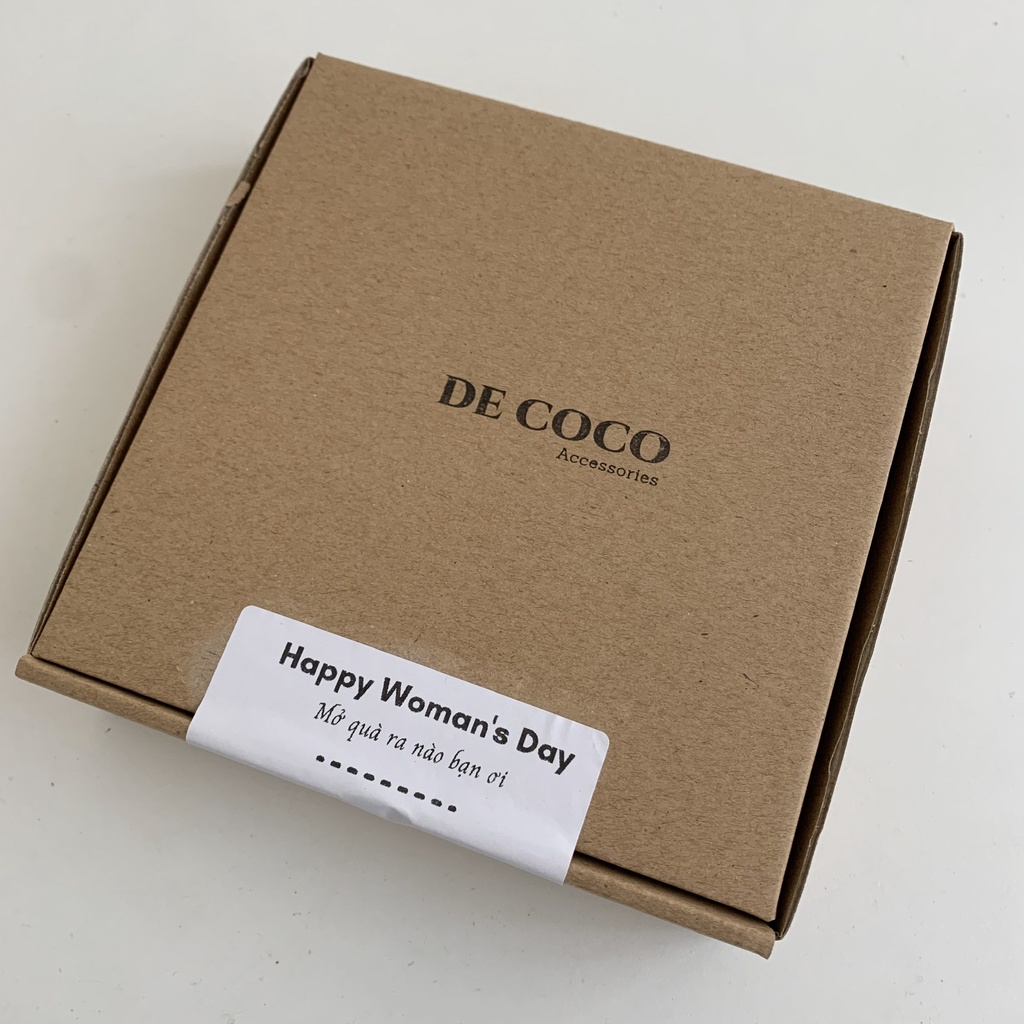 DE COCO
Accessories
Happy Woman's Day
Mở quà ra nào bạn ơi